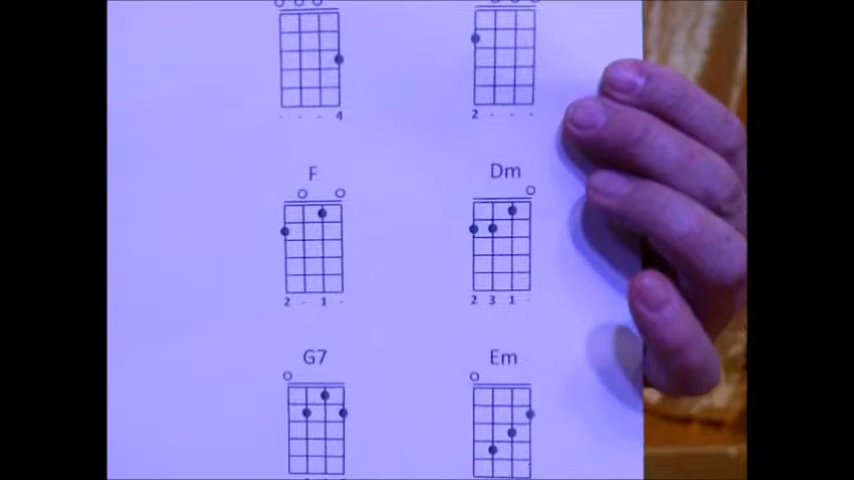 - - - 4
2 - - -
F
Dm
2 - 1 -
2 3 1 -
G7
Em